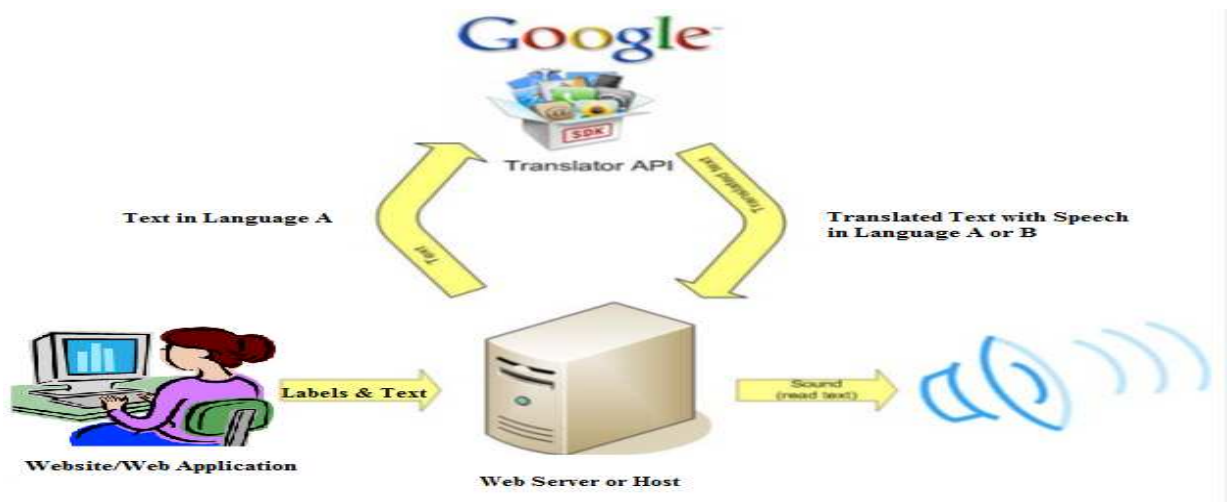 Google
SDK
Translator API
Text in Language A
Text
Translated text
Translated Text with Speech
in Language A or B
Labels & Text
Sound
(read text)
Website/Web Application
Web Server or Host